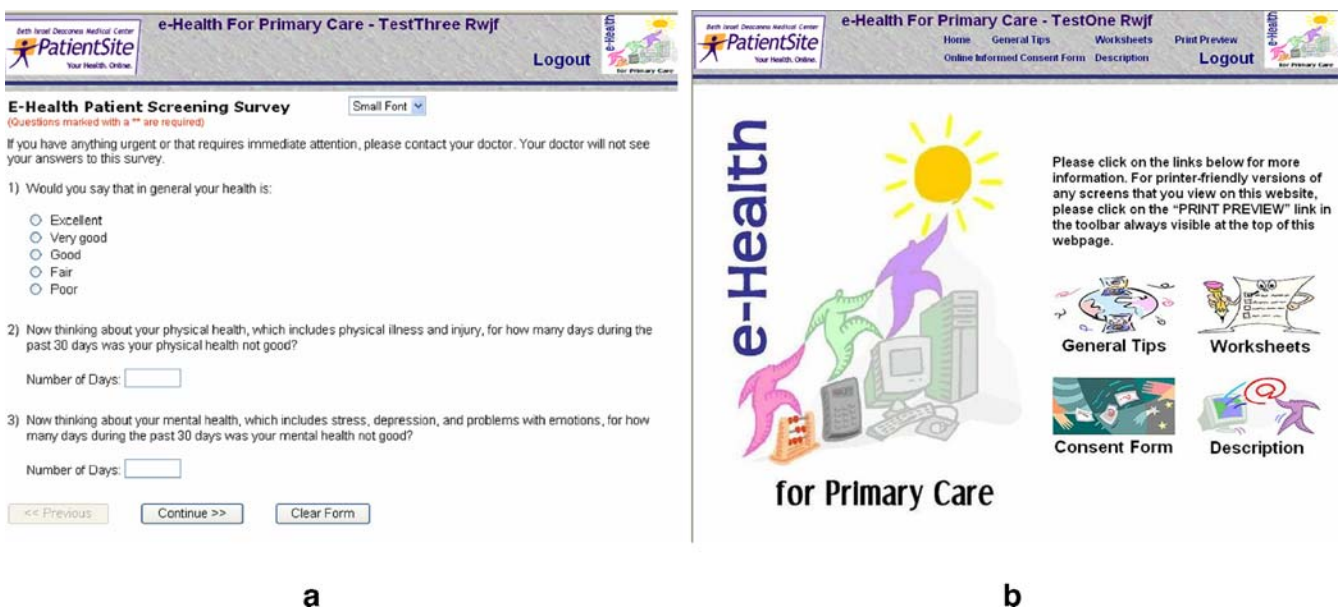 Beth Israel Deaconess Medical Center
PatientSite
Your Health. Online.
e-Health For Primary Care - TestThree Rwjf
Logout
e-Health
for Primary Care
E-Health Patient Screening Survey
Small Font
(Questions marked with a ** are required)
If you have anything urgent or that requires immediate attention, please contact your doctor. Your doctor will not see
your answers to this survey.
1) Would you say that in general your health is:
Excellent
Very good
Good
Fair
Poor
2) Now thinking about your physical health, which includes physical illness and injury, for how many days during the
past 30 days was your physical health not good?
Number of Days:
3) Now thinking about your mental health, which includes stress, depression, and problems with emotions, for how
many days during the past 30 days was your mental health not good?
Number of Days:
<< Previous
Continue >>
Clear Form
a
Beth Israel Deaconess Medical Center
PatientSite
Your Health. Online.
e-Health For Primary Care - TestOne Rwjf
Home General Tips Worksheets Print Preview
Online Informed Consent Form Description Logout
e-Health
for Primary Care
e-Health
for Primary Care
Please click on the links below for more
information. For printer-friendly versions of
any screens that you view on this website,
please click on the “PRINT PREVIEW” link in
the toolbar always visible at the top of this
webpage.
General Tips
Worksheets
Consent Form
Description
b